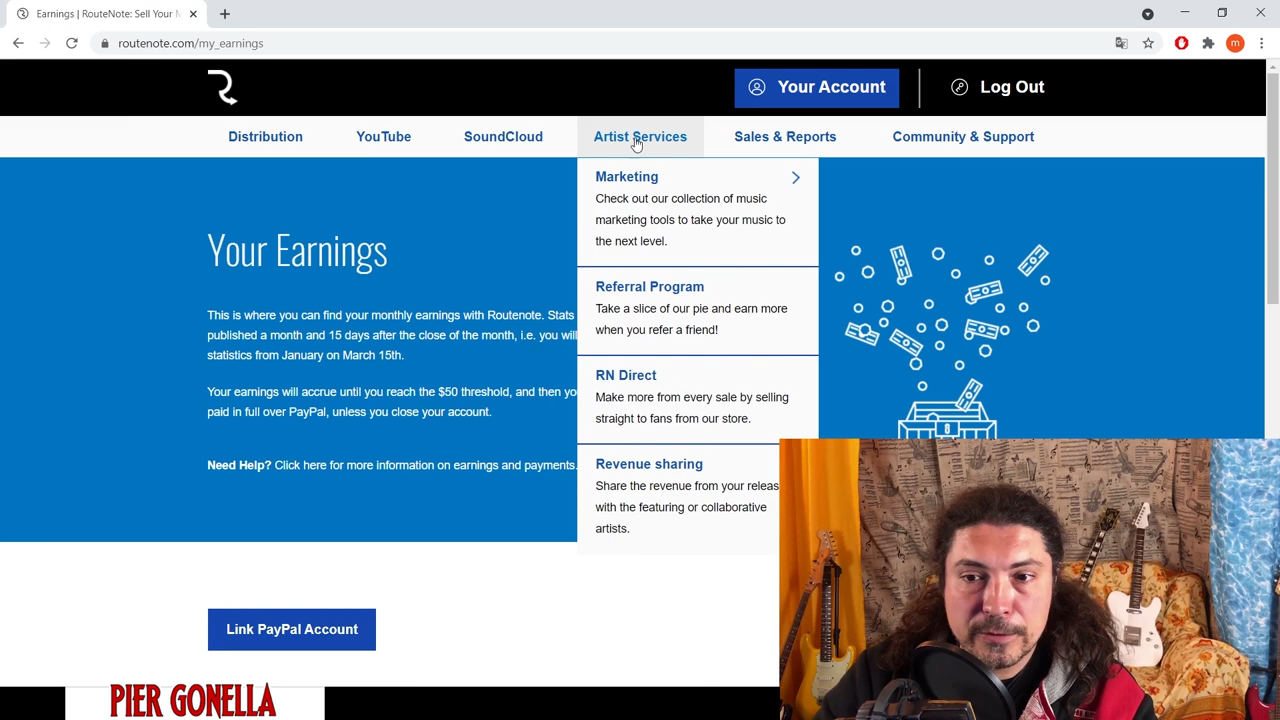 Earnings | RouteNote: Sell Your M
routenote.com/my_earnings
m
Your Account
Log Out
Distribution
YouTube
SoundCloud
Artist Services
Sales & Reports
Community & Support
Your Earnings
This is where you can find your monthly earnings with Routenote. Stats
published a month and 15 days after the close of the month, i.e. you will
statistics from January on March 15th.
Your earnings will accrue until you reach the $50 threshold, and then yo
paid in full over PayPal, unless you close your account.
Need Help? Click here for more information on earnings and payments.
Marketing
Check out our collection of music
marketing tools to take your music to
the next level.
Referral Program
Take a slice of our pie and earn more
when you refer a friend!
RN Direct
Make more from every sale by selling
straight to fans from our store.
Revenue sharing
Share the revenue from your releas
with the featuring or collaborative
artists.
Link PayPal Account
PIER GONELLA